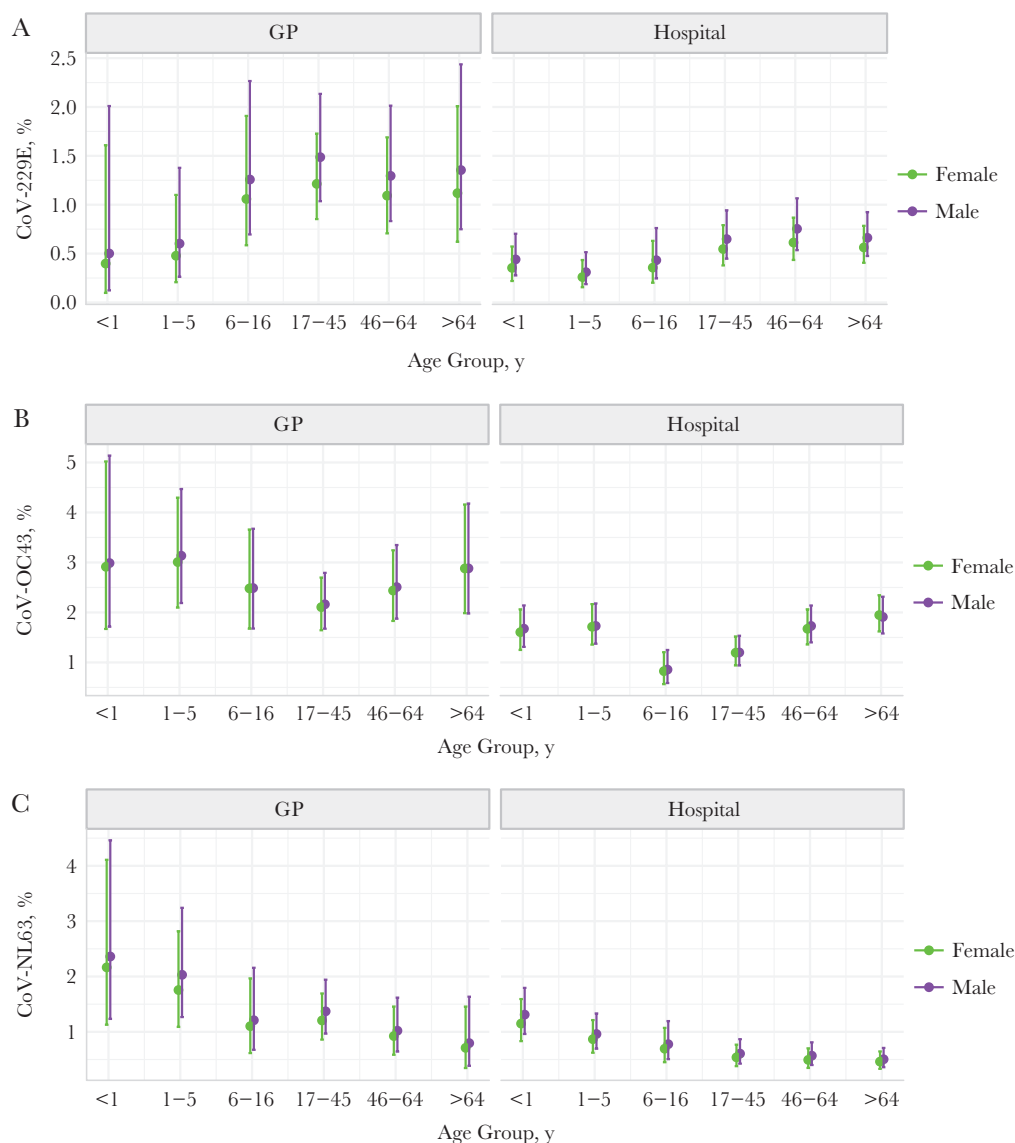 A
GP
Hospital
CoV-229E, %
2.5
2.0
1.5
1.0
0.5
0.0
<1 1–5 6–16 17–45 46–64 >64 <1 1–5 6–16 17–45 46–64 >64
Age Group, y
Female
Male
B
GP
Hospital
CoV-OC43, %
5
4
3
2
1
<1 1–5 6–16 17–45 46–64 >64 <1 1–5 6–16 17–45 46–64 >64
Age Group, y
Female
Male
C
GP
Hospital
CoV-NL63, %
4
3
2
1
<1 1–5 6–16 17–45 46–64 >64 <1 1–5 6–16 17–45 46–64 >64
Age Group, y
Female
Male